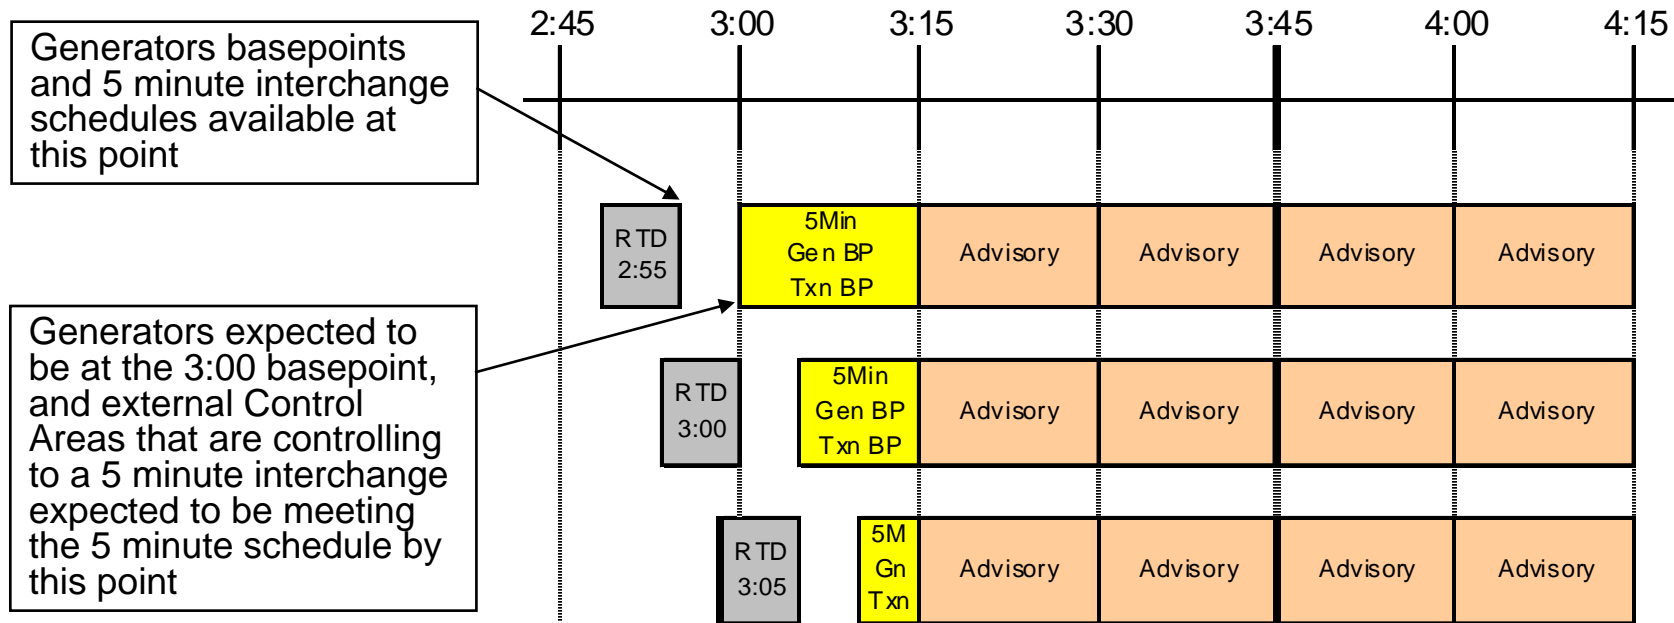 2:45 3:00 3:15 3:30 3:45 4:00 4:15
Generators basepoints
and 5 minute interchange
schedules available at
this point
RTD
2:55
5Min
Gen BP
Txn BP
Advisory
Advisory
Advisory
Advisory
Generators expected to
be at the 3:00 basepoint,
and external Control
Areas that are controlling
to a 5 minute interchange
expected to be meeting
the 5 minute schedule by
this point
RTD
3:00
5Min
Gen BP
Txn BP
Advisory
Advisory
Advisory
Advisory
RTD
3:05
5M
Gn
Txn
Advisory
Advisory
Advisory
Advisory